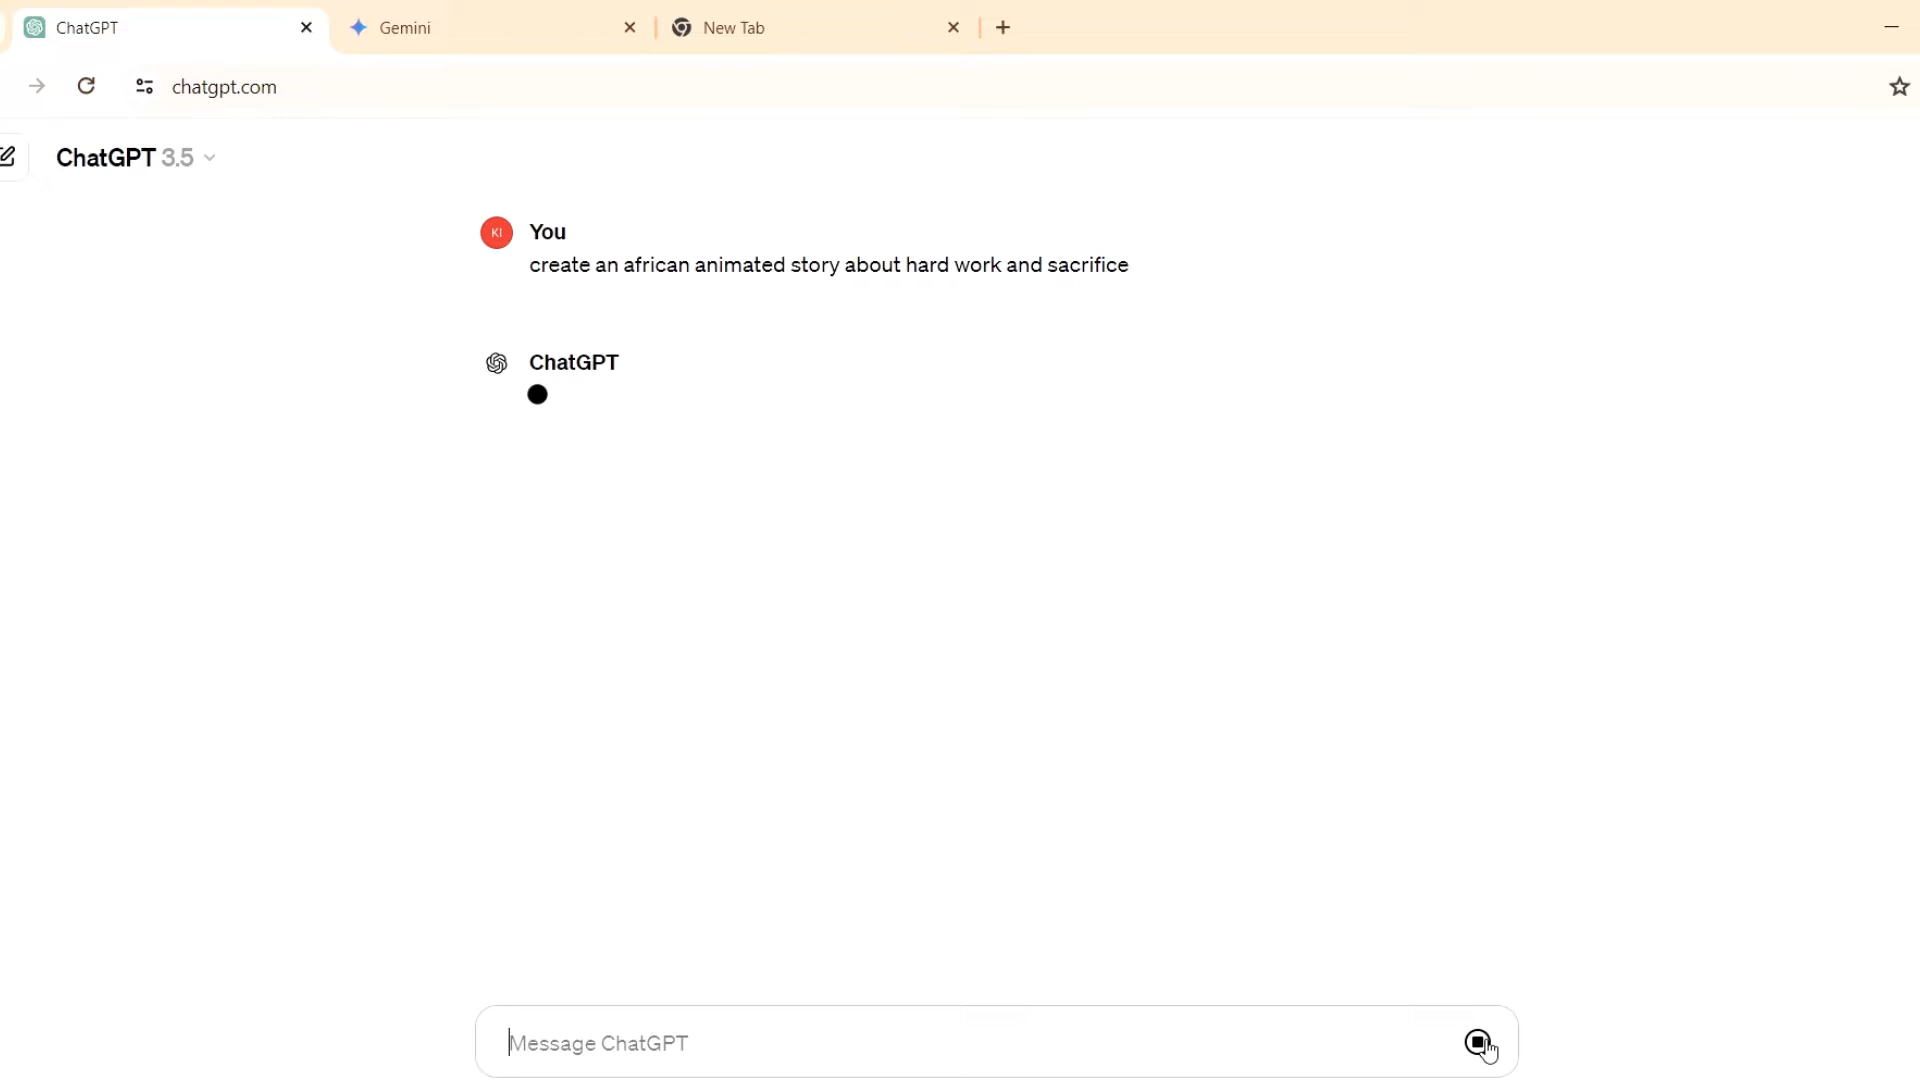 ChatGPT
Gemini
New Tab
chatgpt.com
ChatGPT 3.5
KI
You
create an african animated story about hard work and sacrifice
ChatGPT
Message ChatGPT